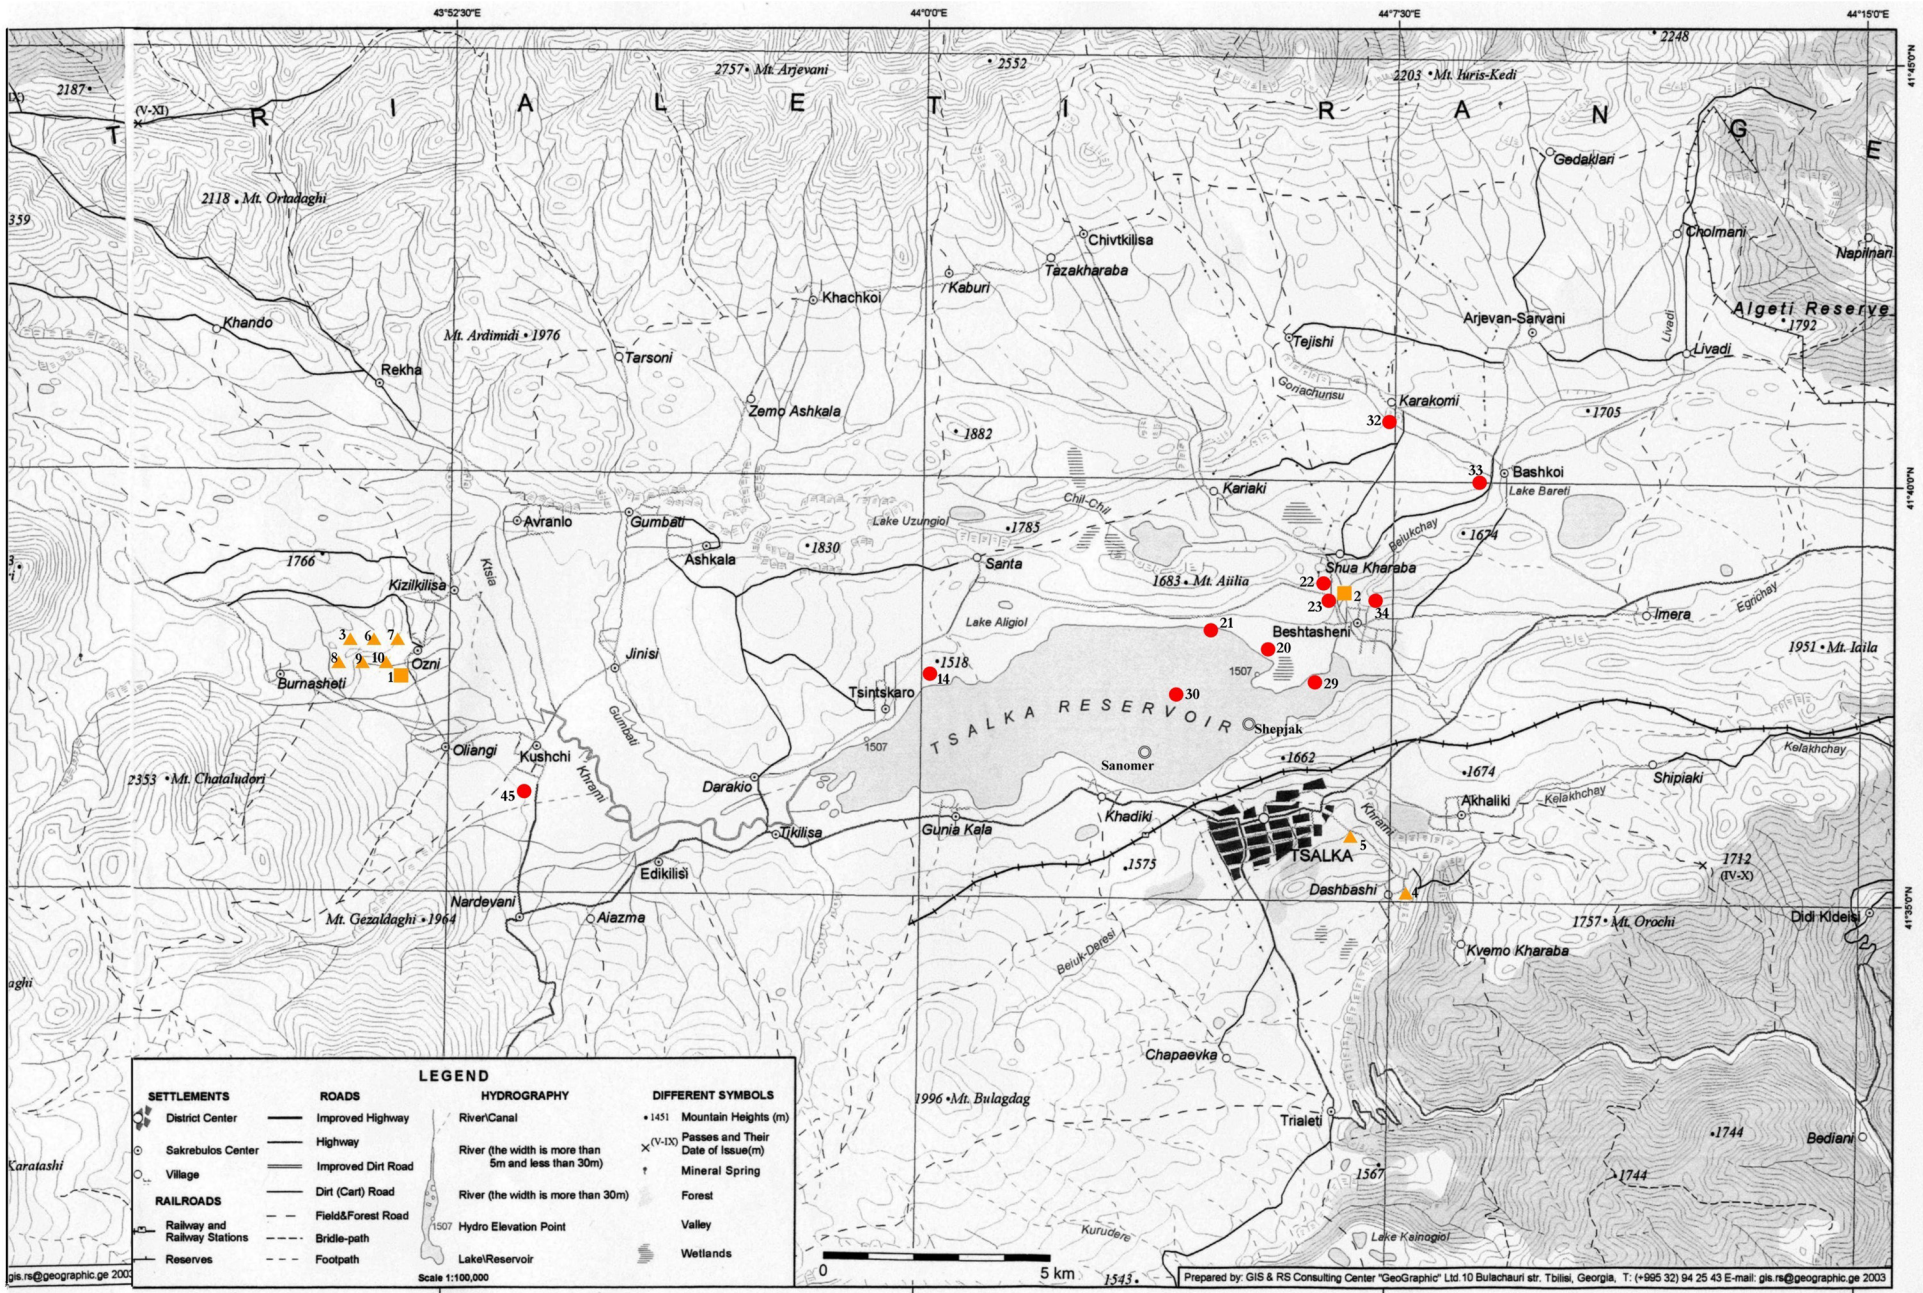 43°52'30"E
44°0'0"E
44°7'30"E
44°15'0"E
2248
2757 Mt. Arjevani
2552
2203 Mt. Iuris-Kedi
41°45'0"N
2187
(V-XI)
T R I A L E T I R A N G E
Gedaklari
2118 Mt. Ortadaghi
359
Chivtkilisa
Cholmani
Tazakharaba
Naplinari
Kaburi
Khachkoi
Algeti Reserve
1792
Khando
Mt. Ardimidi 1976
Arjevan-Sarvani
Livadi
Tejishi
Livadi
Tarsoni
Rekha
Goriachunsu
Karakomi
Zemo Ashkala
1705
32
1882
33
Bashkoi
Kariaki
Lake Bareti
41°40'0"N
Chil-Chil
Avranlo
Gumbati
Lake Uzungiol
1785
Beiukchay
1674
Ashkala
1830
1766
Santa
Shua Kharaba
Ktsia
Kizilkilisa
1683 Mt. Aiilia
22
2
23
34
Egrichay
Imera
Lake Aligiol
21
Beshtasheni
3
6
7
Ozni
20
1951 Mt. Iaila
8
9
10
Jinisi
1518
1507
1
Burnasheti
14
29
Tsintskaro
30
TSALKA RESERVOIR
Gumbati
Shepjak
1507
Oliangi
Kushchi
Kelakhchay
1662
Sanomer
2353 Mt. Chataludori
Khrami
1674
Shipiaki
Darakio
45
Kelakhchay
Akhaliki
Khadiki
Khrami
Gunia Kala
Tikilisa
5
TSALKA
1575
1712
(IV-X)
Edikilisi
Dashbashi
4
Nardevani
Mt. Gezaldaghi 1964
Aiazma
1757 Mt. Orochi
Didi Kldeisi
41°35'0"N
Beiuk-Deresi
Kvemo Kharaba
aghi
Chapaevka
1996 Mt. Bulagdag
Trialeti
1744
Bediani
Karatashi
1567
1744
Kurudere
Lake Kainogiol
1543
LEGEND
SETTLEMENTS
District Center
Sakrebulos Center
Village
RAILROADS
Railway and
Railway Stations
Reserves
ROADS
Improved Highway
Highway
Improved Dirt Road
Dirt (Cart) Road
Field&Forest Road
Bridle-path
Footpath
HYDROGRAPHY
River\Canal
River (the width is more than
5m and less than 30m)
River (the width is more than 30m)
1507 Hydro Elevation Point
Lake\Reservoir
DIFFERENT SYMBOLS
1451 Mountain Heights (m)
(V-IX) Passes and Their
Date of Issue(m)
Mineral Spring
Forest
Valley
Wetlands
Scale 1:100,000
0
5 km
gis.rs@geographic.ge 2003
Prepared by: GIS & RS Consulting Center "GeoGraphic" Ltd.10 Bulachauri str. Tbilisi, Georgia, T: (+995 32) 94 25 43 E-mail: gis.rs@geographic.ge 2003